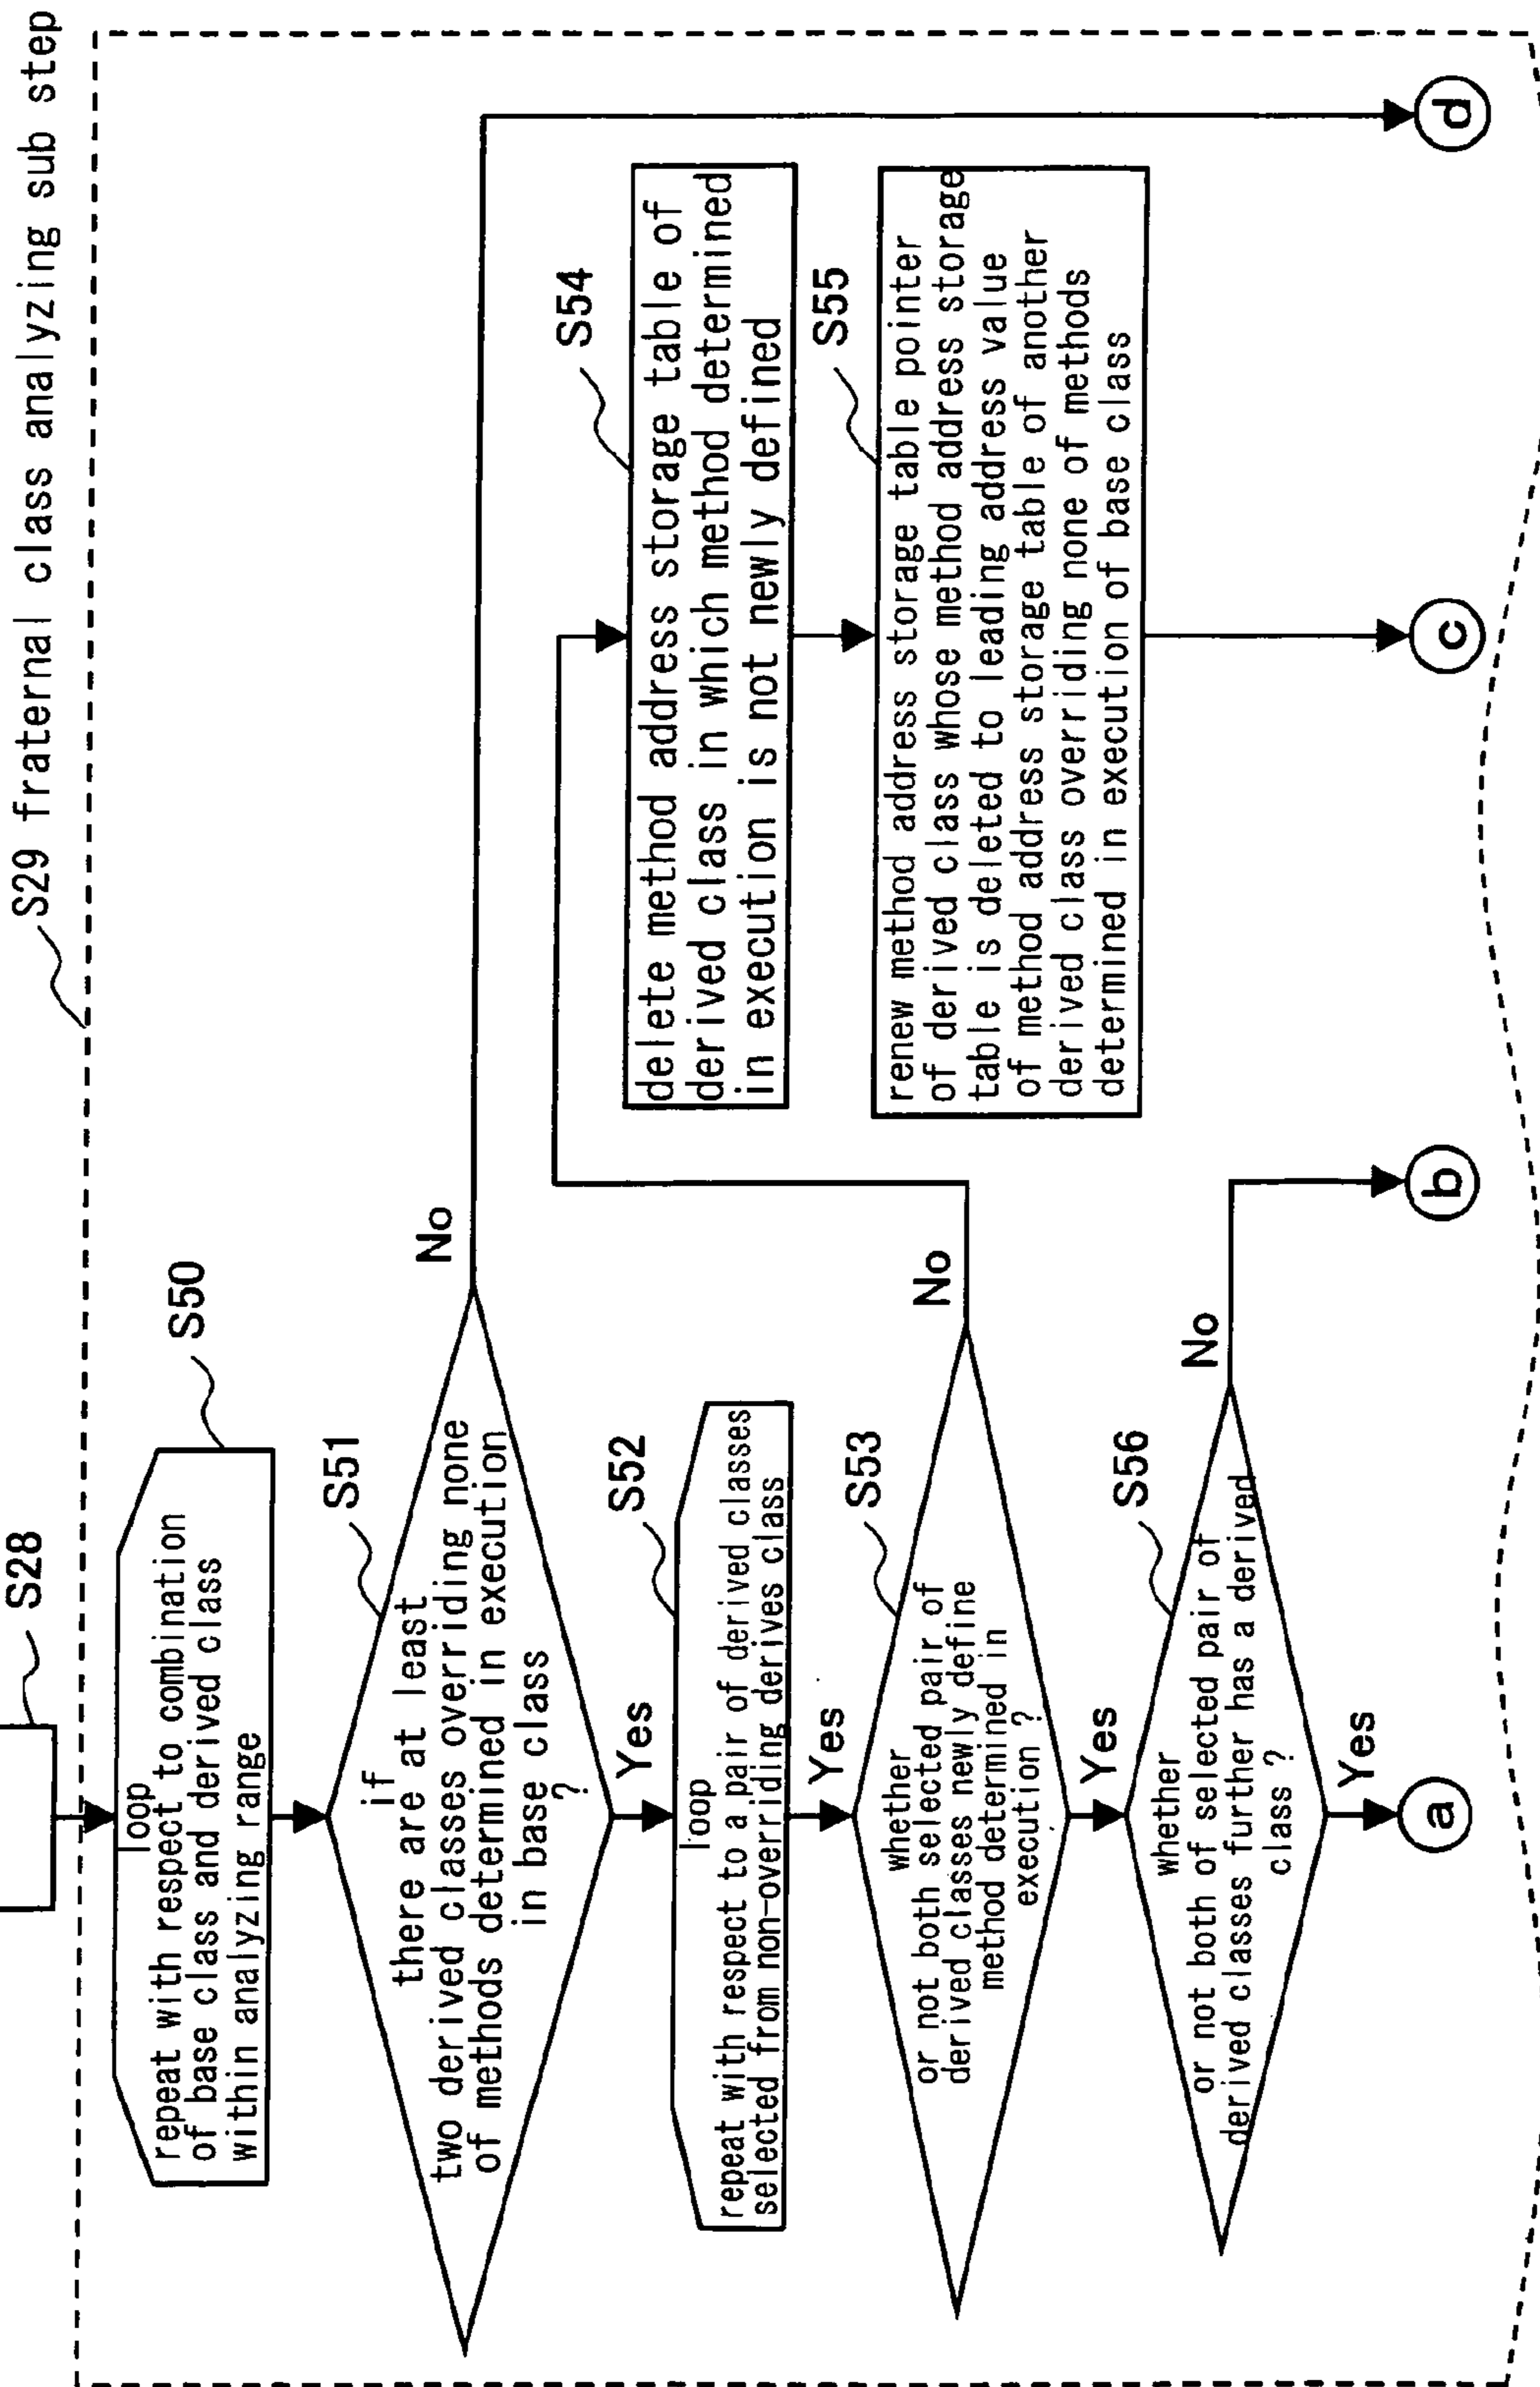 S29 fraternal class analyzing sub step
S28
S50
loop
repeat with respect to combination
of base class and derived class
within analyzing range
S51
if
there are at least
two derived classes overriding none
of methods determined in execution
in base class
?
No
Yes
S52
loop
repeat with respect to a pair of derived classes
selected from non-overriding derives class
Yes
S53
whether
or not both selected pair of
derived classes newly define
method determined in
execution ?
No
Yes
S54
delete method address storage table of
derived class in which method determined
in execution is not newly defined
S55
renew method address storage table pointer
of derived class whose method address storage
table is deleted to leading address value
of method address storage table of another
derived class overriding none of methods
determined in execution of base class
S56
whether
or not both of selected pair of
derived classes further has a derived
class ?
No
Yes
a
b
c
d